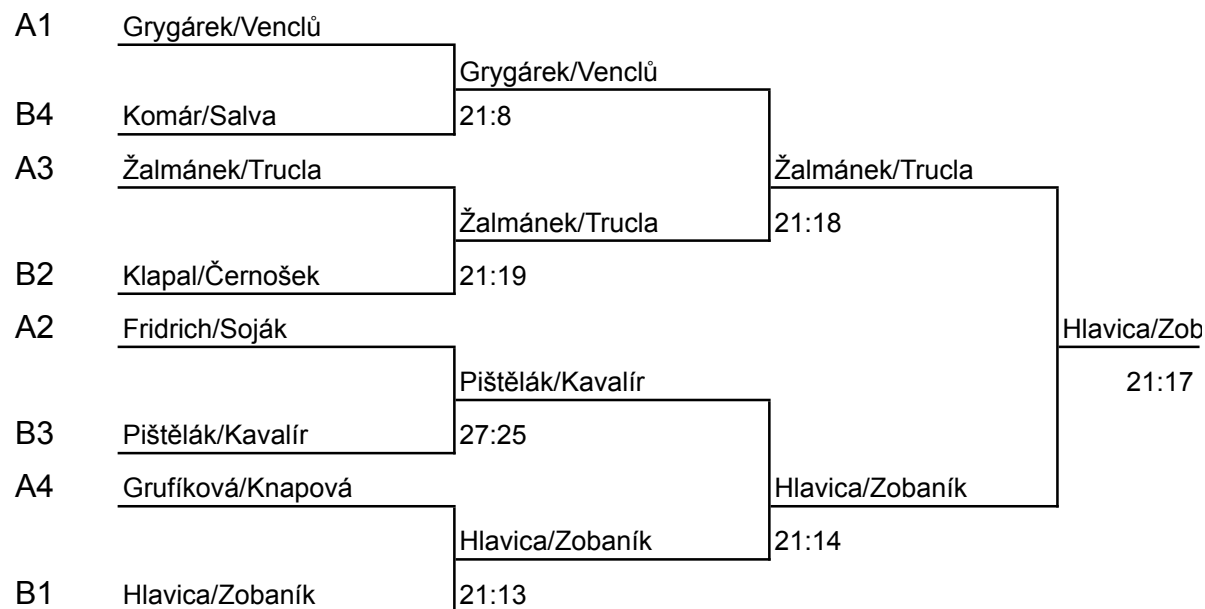 A1 Grygárek/Venclů
Grygárek/Venclů
B4 Komár/Salva 21:8
A3 Žalmánek/Trucla Žalmánek/Trucla
Žalmánek/Trucla 21:18
B2 Klapal/Černošek 21:19
A2 Fridrich/Soják Hlavica/Zob
Pištělák/Kavalír 21:17
B3 Pištělák/Kavalír 27:25
A4 Grufíková/Knapová Hlavica/Zobaník
Hlavica/Zobaník 21:14
B1 Hlavica/Zobaník 21:13